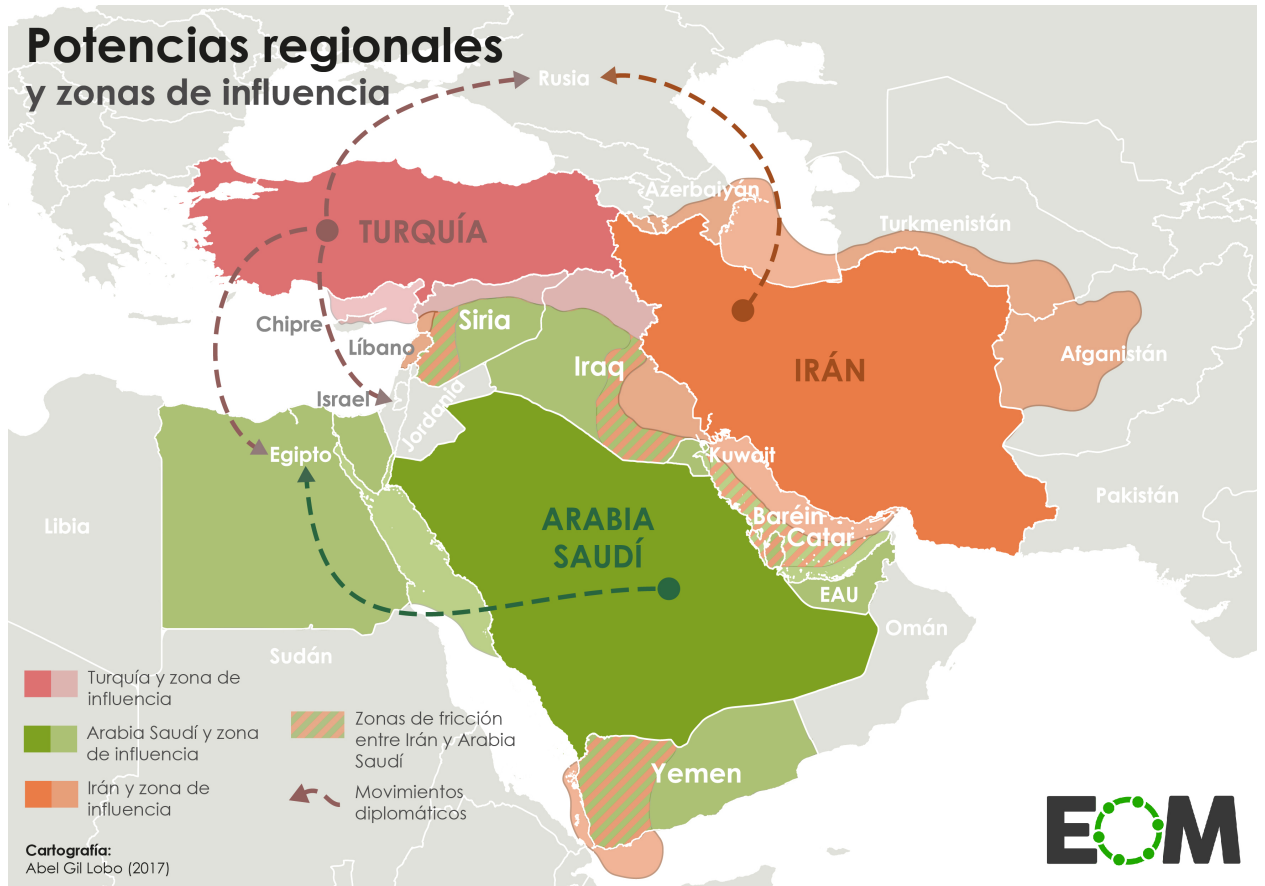 Potencias regionales
y zonas de influencia
Rusia
Azerbaiyán
Turkmenistán
TURQUÍA
Chipre
Siria
Líbano
Iraq
IRÁN
Afganistán
Israel
Jordania
Egipto
Kuwait
Pakistán
Libia
ARABIA
SAUDÍ
Baréin
Catar
EAU
Omán
Sudán
Yemen
Turquía y zona de
influencia
Arabia Saudí y zona
de influencia
Irán y zona de
influencia
Zonas de fricción
entre Irán y Arabia
Saudí
Movimientos
diplomáticos
Cartografía:
Abel Gil Lobo (2017)
EOM